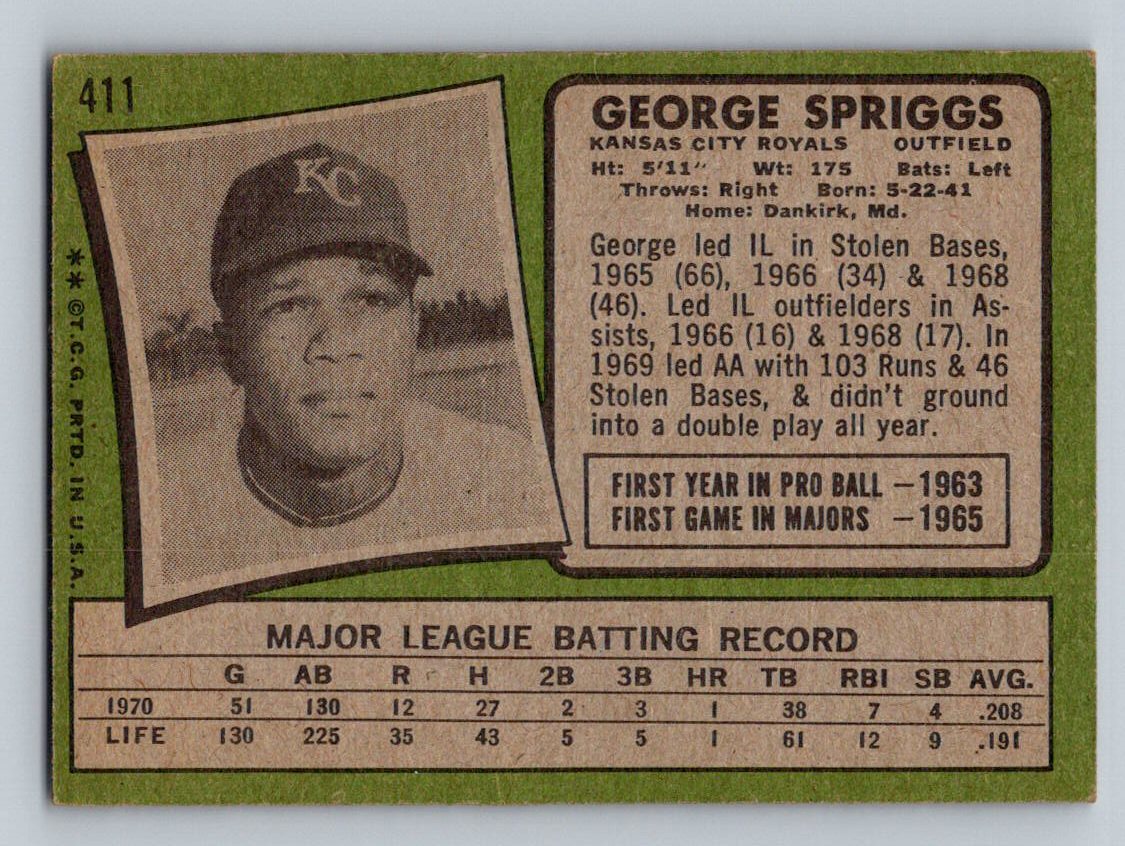 411
KC
** ©T.C.G. PRTD. IN U.S.A.
GEORGE SPRIGGS
KANSAS CITY ROYALS OUTFIELD
Ht: 5'11" Wt: 175 Bats: Left
Throws: Right Born: 5-22-41
Home: Dankirk, Md.
George led IL in Stolen Bases,
1965 (66), 1966 (34) & 1968
(46). Led IL outfielders in As-
sists, 1966 (16) & 1968 (17). In
1969 led AA with 103 Runs & 46
Stolen Bases, & didn't ground
into a double play all year.
FIRST YEAR IN PRO BALL —1963
FIRST GAME IN MAJORS —1965
MAJOR LEAGUE BATTING RECORD
G AB R H 2B 3B HR TB RBI SB AVG.
1970 51 130 12 27 2 3 1 38 7 4 .208
LIFE 130 225 35 43 5 5 1 61 12 9 .191